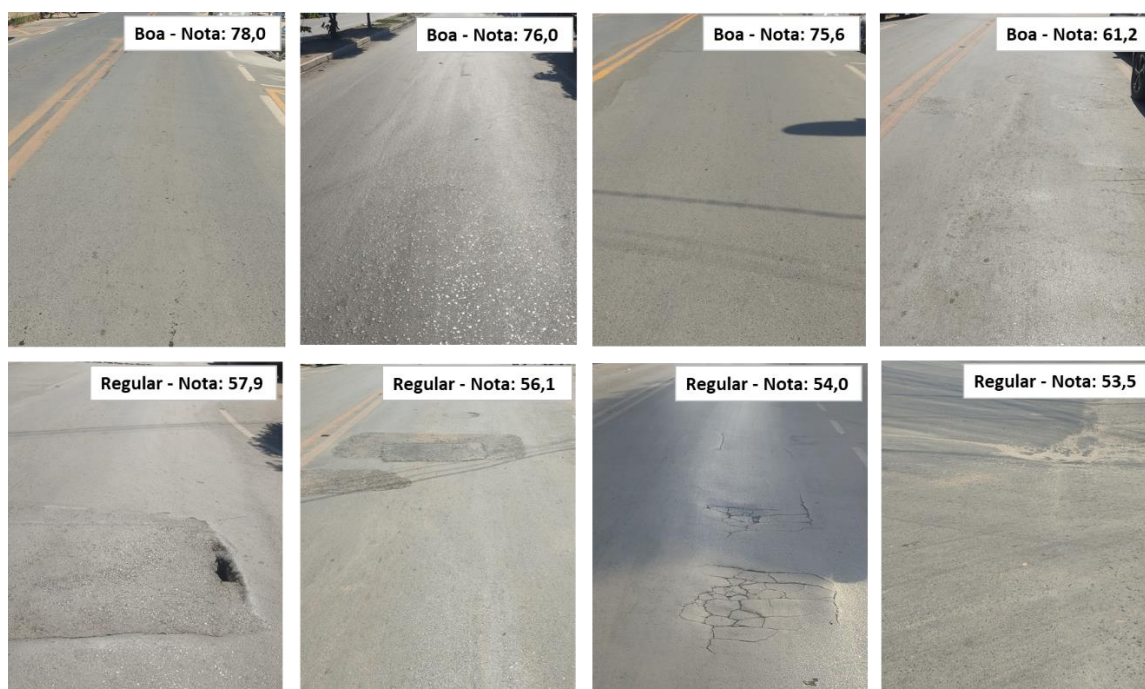 Boa - Nota: 78,0
Boa - Nota: 76,0
Boa - Nota: 75,6
Boa - Nota: 61,2
Regular - Nota: 57,9
Regular - Nota: 56,1
Regular - Nota: 54,0
Regular - Nota: 53,5